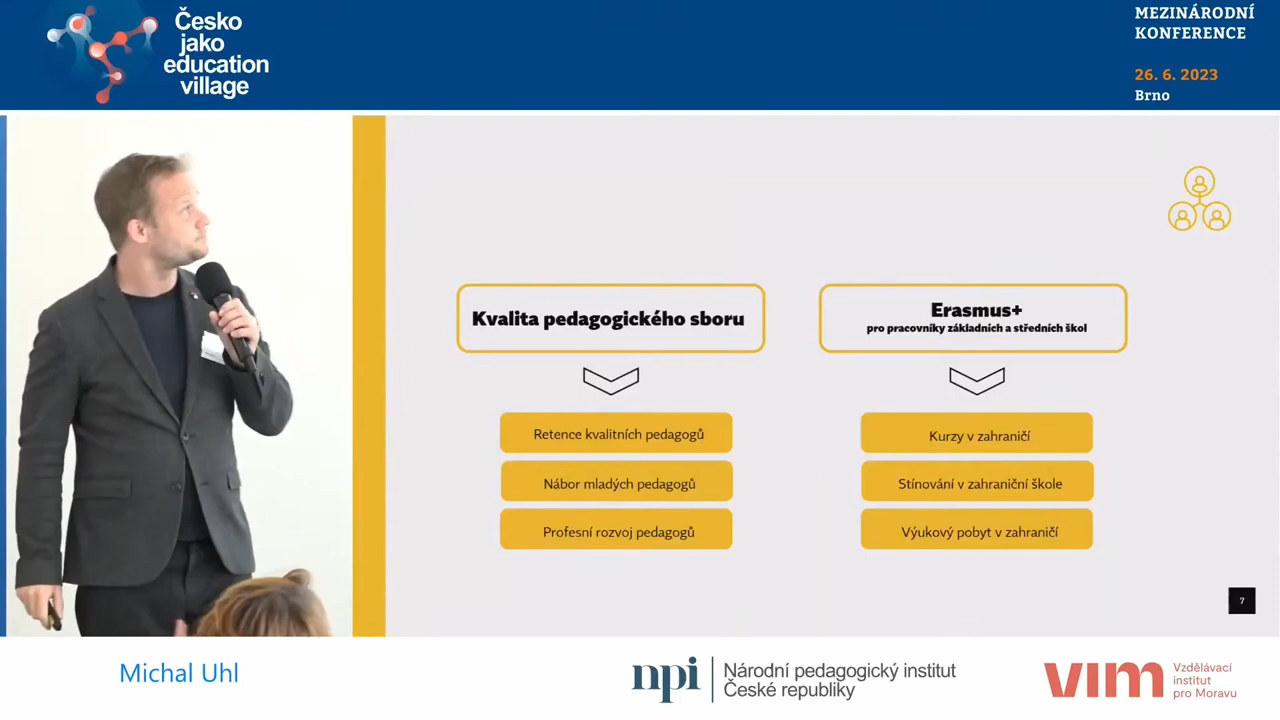 Česko
jako
education
village
MEZINÁRODNÍ
KONFERENCE
26. 6. 2023
Brno
Kvalita pedagogického sboru
Retence kvalitních pedagogů
Nábor mladých pedagogů
Profesní rozvoj pedagogů
Erasmus+
pro pracovníky základních a středních škol
Kurzy v zahraničí
Stínování v zahraniční škole
Výukový pobyt v zahraničí
7
Michal Uhl
npi
Národní pedagogický institut
České republiky
vim
Vzdělávací
institut
pro Moravu